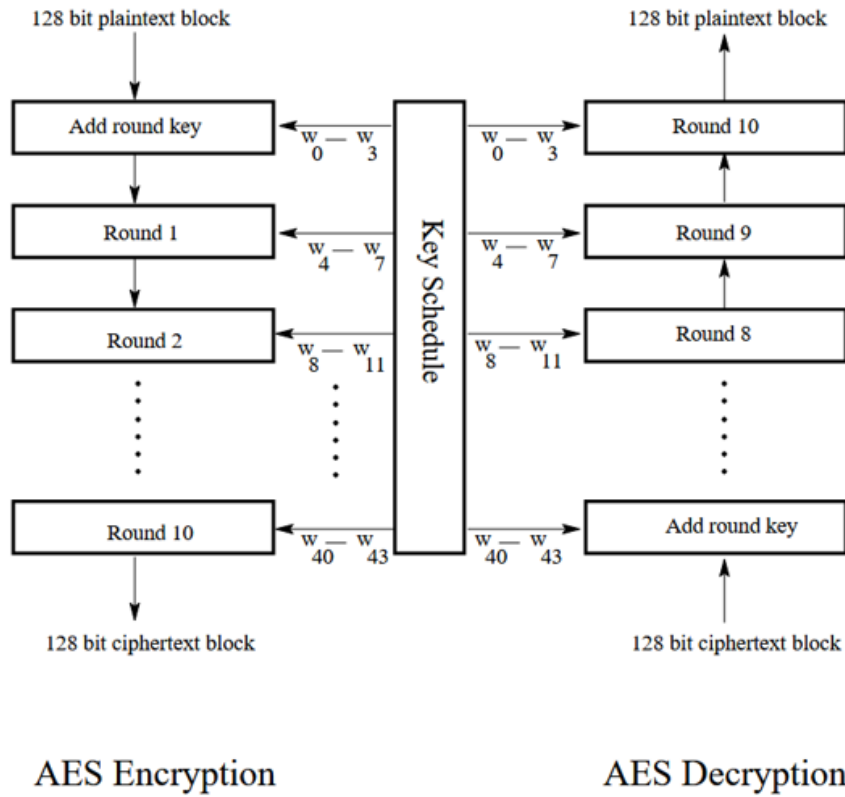 128 bit plaintext block
128 bit plaintext block
Add round key
w0 — w3
w0 — w3
Round 10
Round 1
w4 — w7
w4 — w7
Round 9
Key Schedule
Round 2
w8 — w11
w8 — w11
Round 8
Round 10
w40 — w43
w40 — w43
Add round key
128 bit ciphertext block
128 bit ciphertext block
AES Encryption
AES Decryption